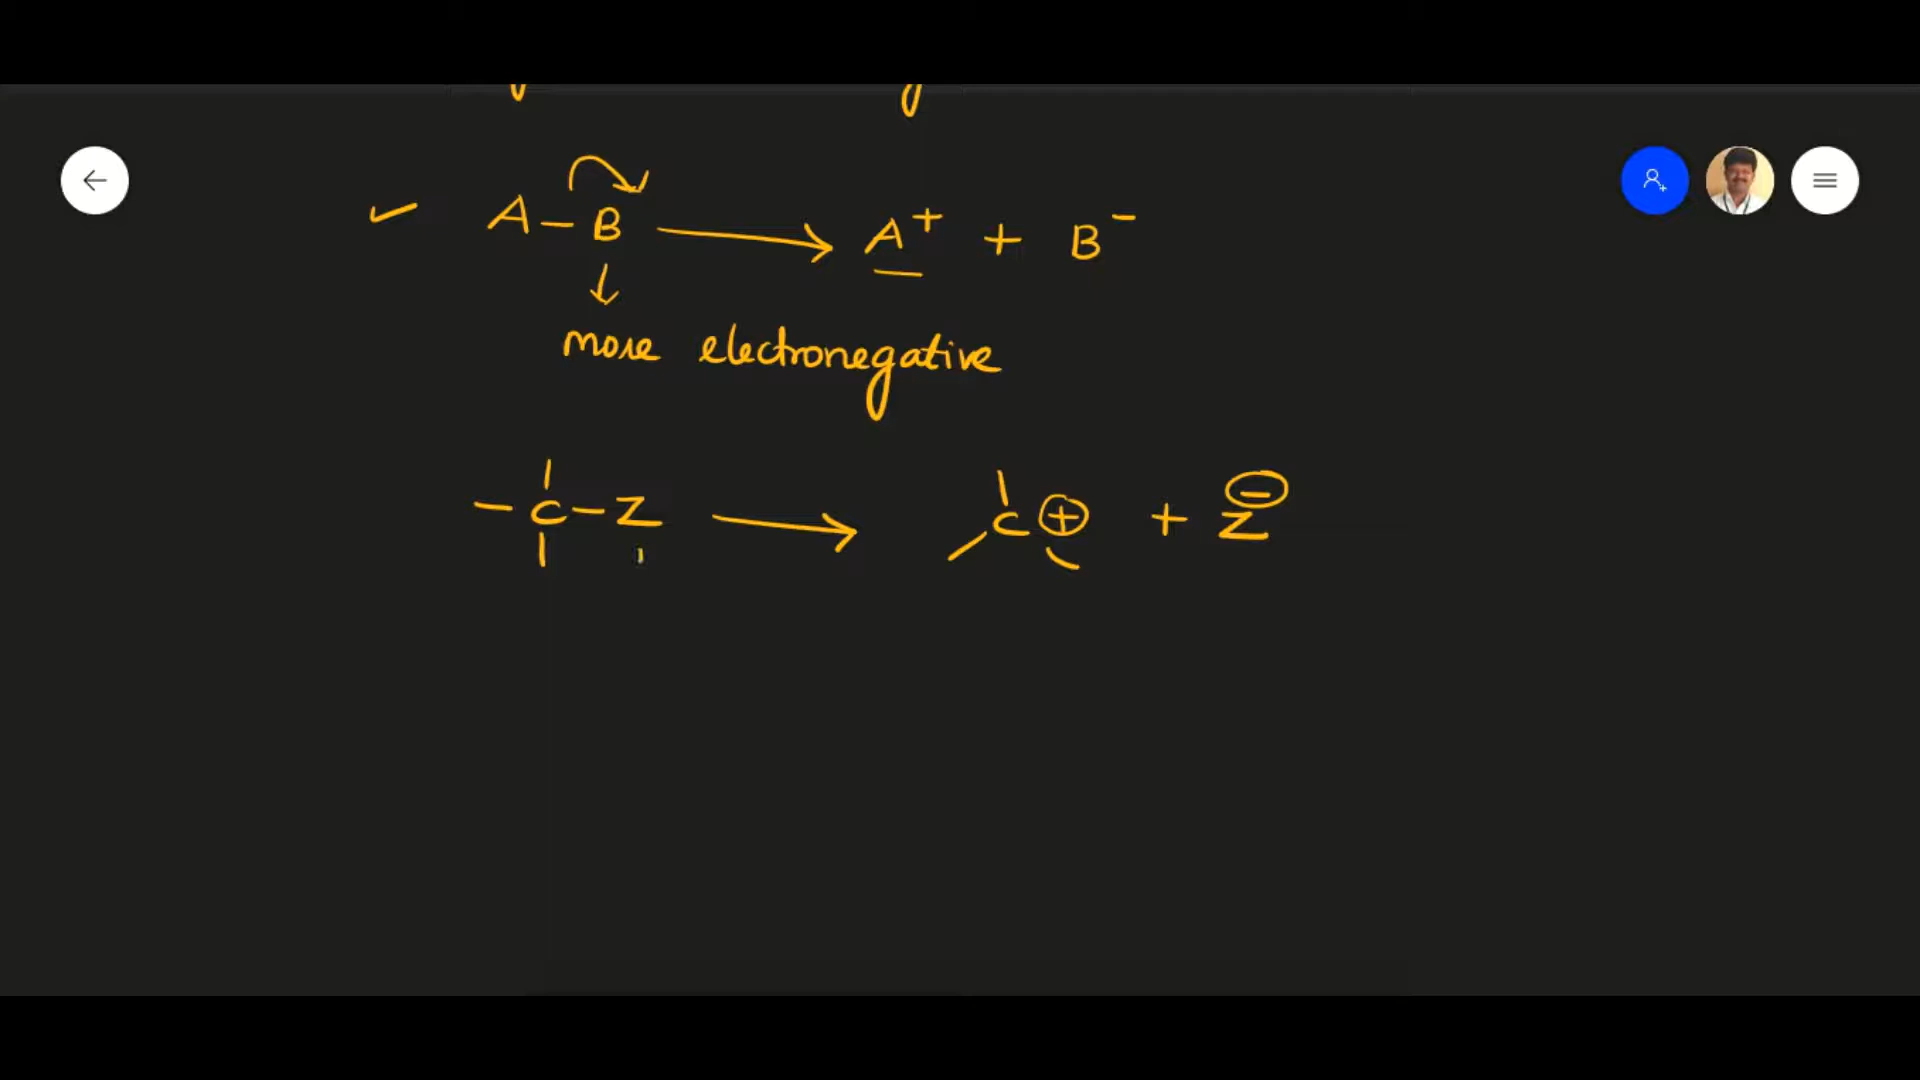 A – B ⟶ A⁺ + B⁻
↓
more electronegative
– C – Z ⟶ C⊕ + Z⊖